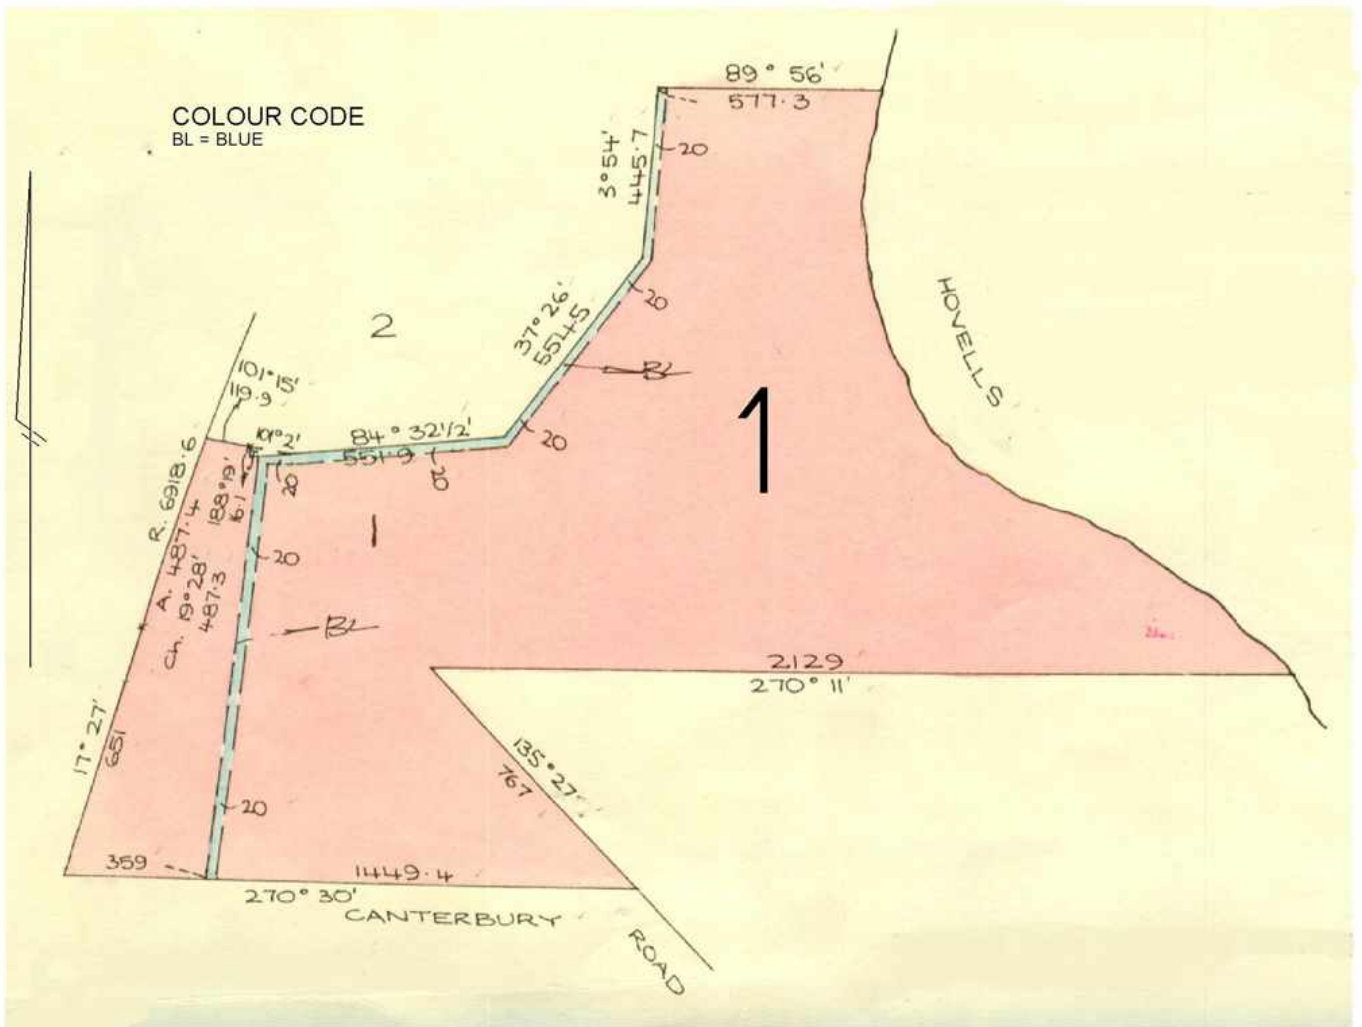 COLOUR CODE
BL = BLUE
89° 56'
577.3
3° 54'
445.7
20
HOVELLS
20
37° 26'
554.5
BL
2
1
101° 15'
119.9
101° 2'
84° 32 1/2'
551.9
20
20
20
R. 6918.6
188° 19'
16.1
1
A. 487.4
Ch. 19° 28'
487.3
20
BL
2129
270° 11'
17° 27'
651
135° 27'
767
20
359
1449.4
270° 30'
CANTERBURY
ROAD